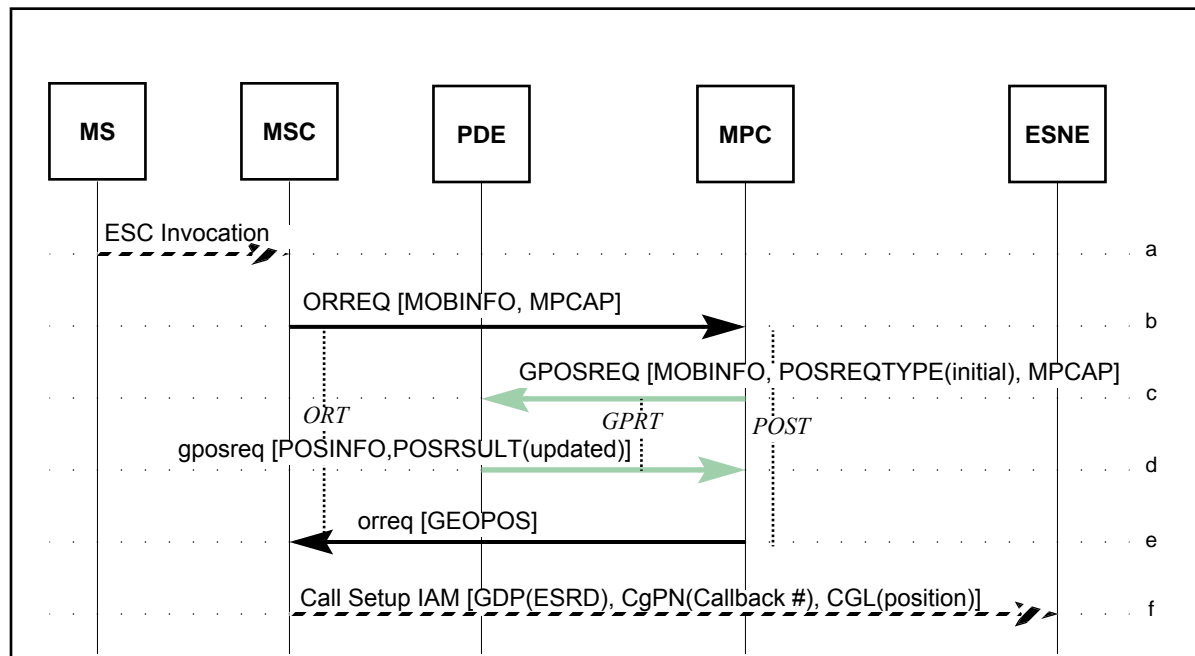 MS MSC PDE MPC ESNE
ESC Invocation
a
ORREQ [MOBINFO, MPCAP]
b
GPOSREQ [MOBINFO, POSREQTYPE(initial), MPCAP]
c
ORT GPRT POST
gposreq [POSINFO,POSRSULT(updated)]
d
orreq [GEOPOS]
e
Call Setup IAM [GDP(ESRD), CgPN(Callback #), CGL(position)]
f